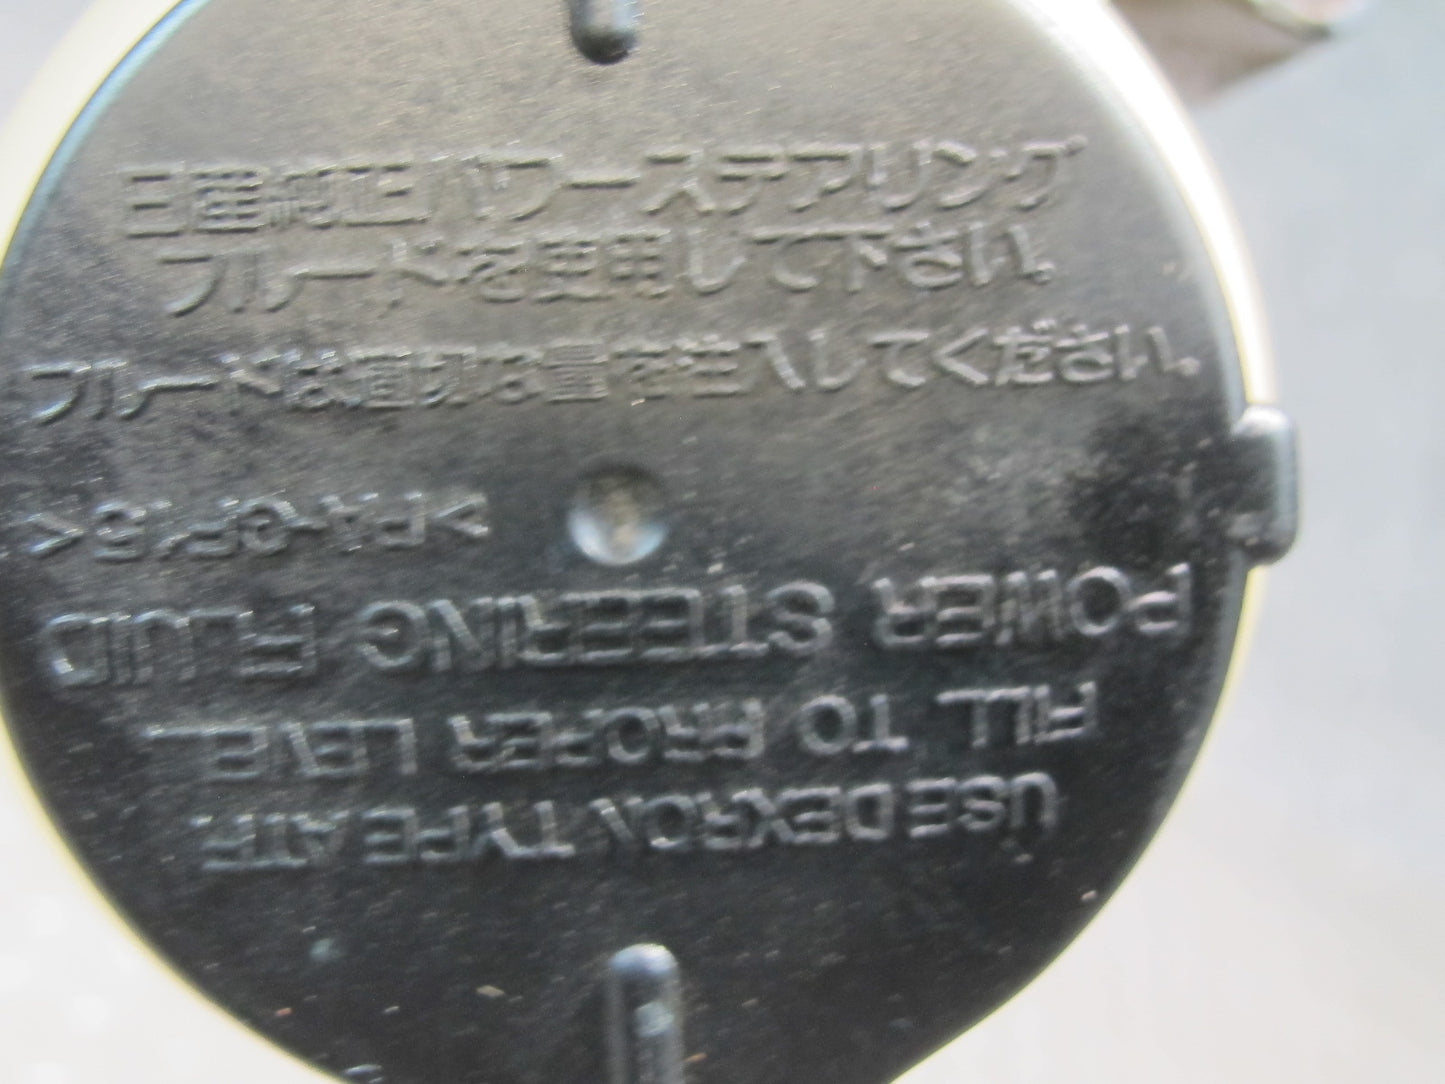 日産純正パワーステアリング
フルードを使用して下さい。
フルードは適切な量を注入してください。
>PA-GF15<
POWER STEERING FLUID
FILL TO PROPER LEVEL
USE DEXRON TYPE ATF.